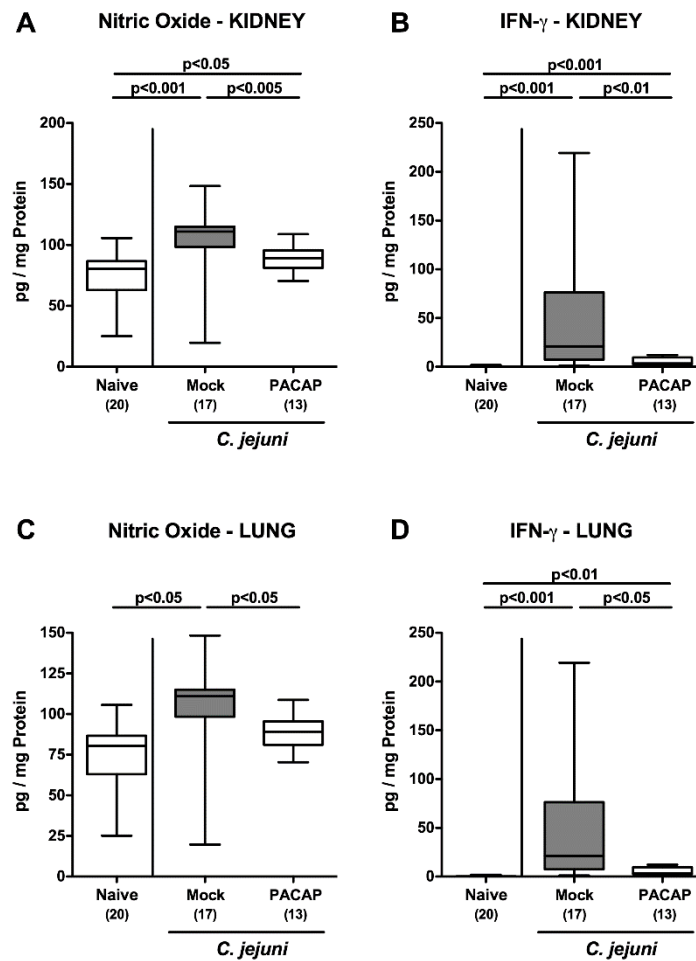 A Nitric Oxide - KIDNEY
p<0.05
p<0.001 p<0.005
200
150
100
50
0
pg / mg Protein
Naive Mock PACAP
(20) (17) (13)
C. jejuni
B IFN-γ - KIDNEY
p<0.001
p<0.001 p<0.01
250
200
150
100
50
0
pg / mg Protein
Naive Mock PACAP
(20) (17) (13)
C. jejuni
C Nitric Oxide - LUNG
p<0.05 p<0.05
150
125
100
75
50
25
0
pg / mg Protein
Naive Mock PACAP
(20) (17) (13)
C. jejuni
D IFN-γ - LUNG
p<0.01
p<0.001 p<0.05
250
200
150
100
50
0
pg / mg Protein
Naive Mock PACAP
(20) (17) (13)
C. jejuni